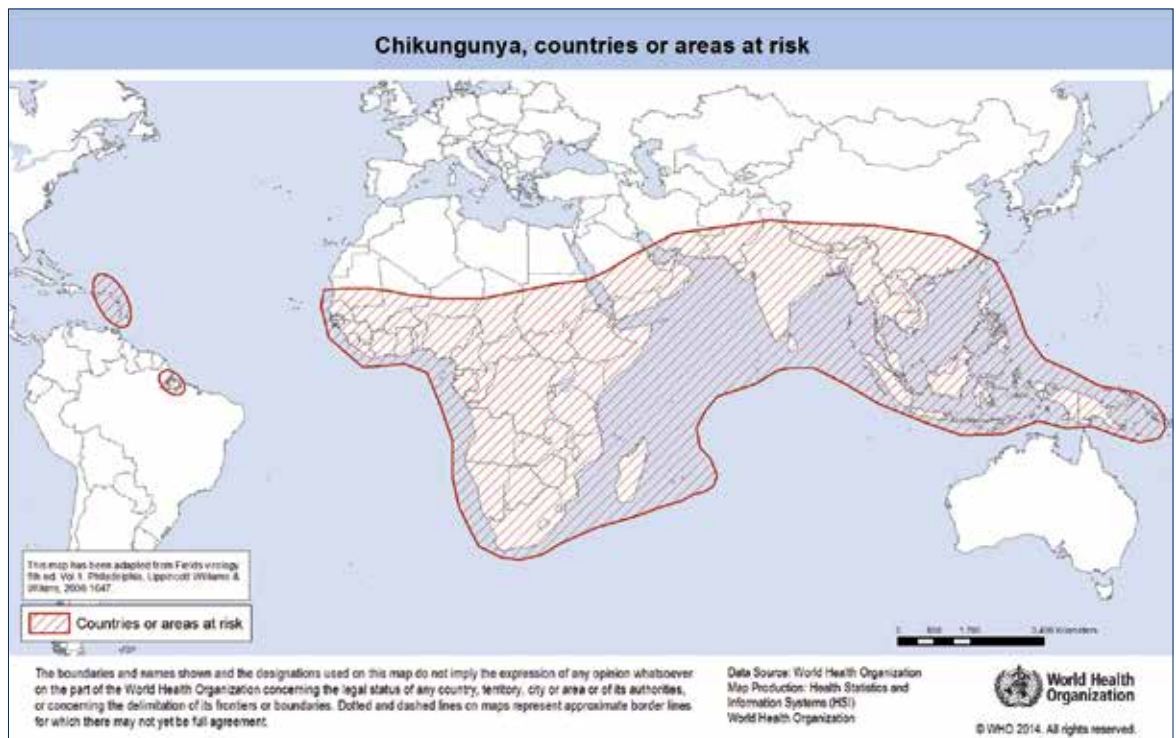 Chikungunya, countries or areas at risk
This map has been adapted from Fields virology
Vol 1. Philadelphia, Lippincott Williams &
Countries or areas at risk
0
Kilometers
The boundaries and names shown and the designations used on this map do not imply the expression of any opinion whatsoever
on the part of the World Health Organization concerning the legal status of any country, territory, city or area or of its authorities,
or concerning the delimitation of its frontiers or boundaries. Dotted and dashed lines on maps represent approximate border lines
for which there may not yet be full agreement.
Data Source: World Health Organization
Map Production: Health Statistics and
Information Systems (HSI)
World Health Organization
World Health
Organization
© WHO 2014. All rights reserved.